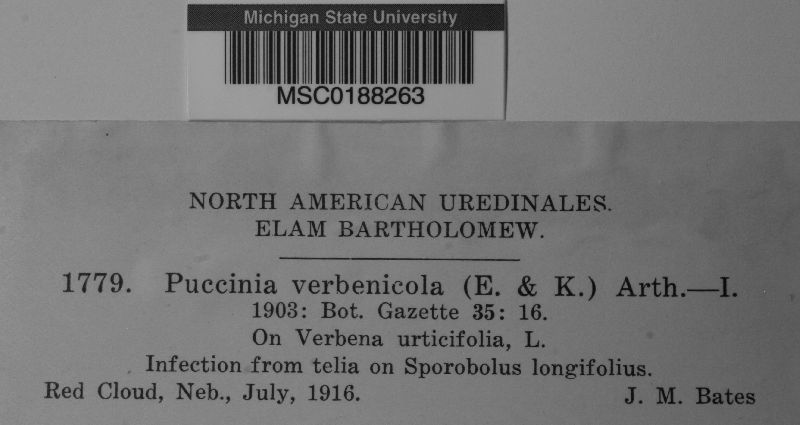 Michigan State University
MSC0188263
NORTH AMERICAN UREDINALES.
ELAM BARTHOLOMEW.
1779. Puccinia verbenicola (E. & K.) Arth.—I.
1903: Bot. Gazette 35: 16.
On Verbena urticifolia, L.
Infection from telia on Sporobolus longifolius.
Red Cloud, Neb., July, 1916. J. M. Bates